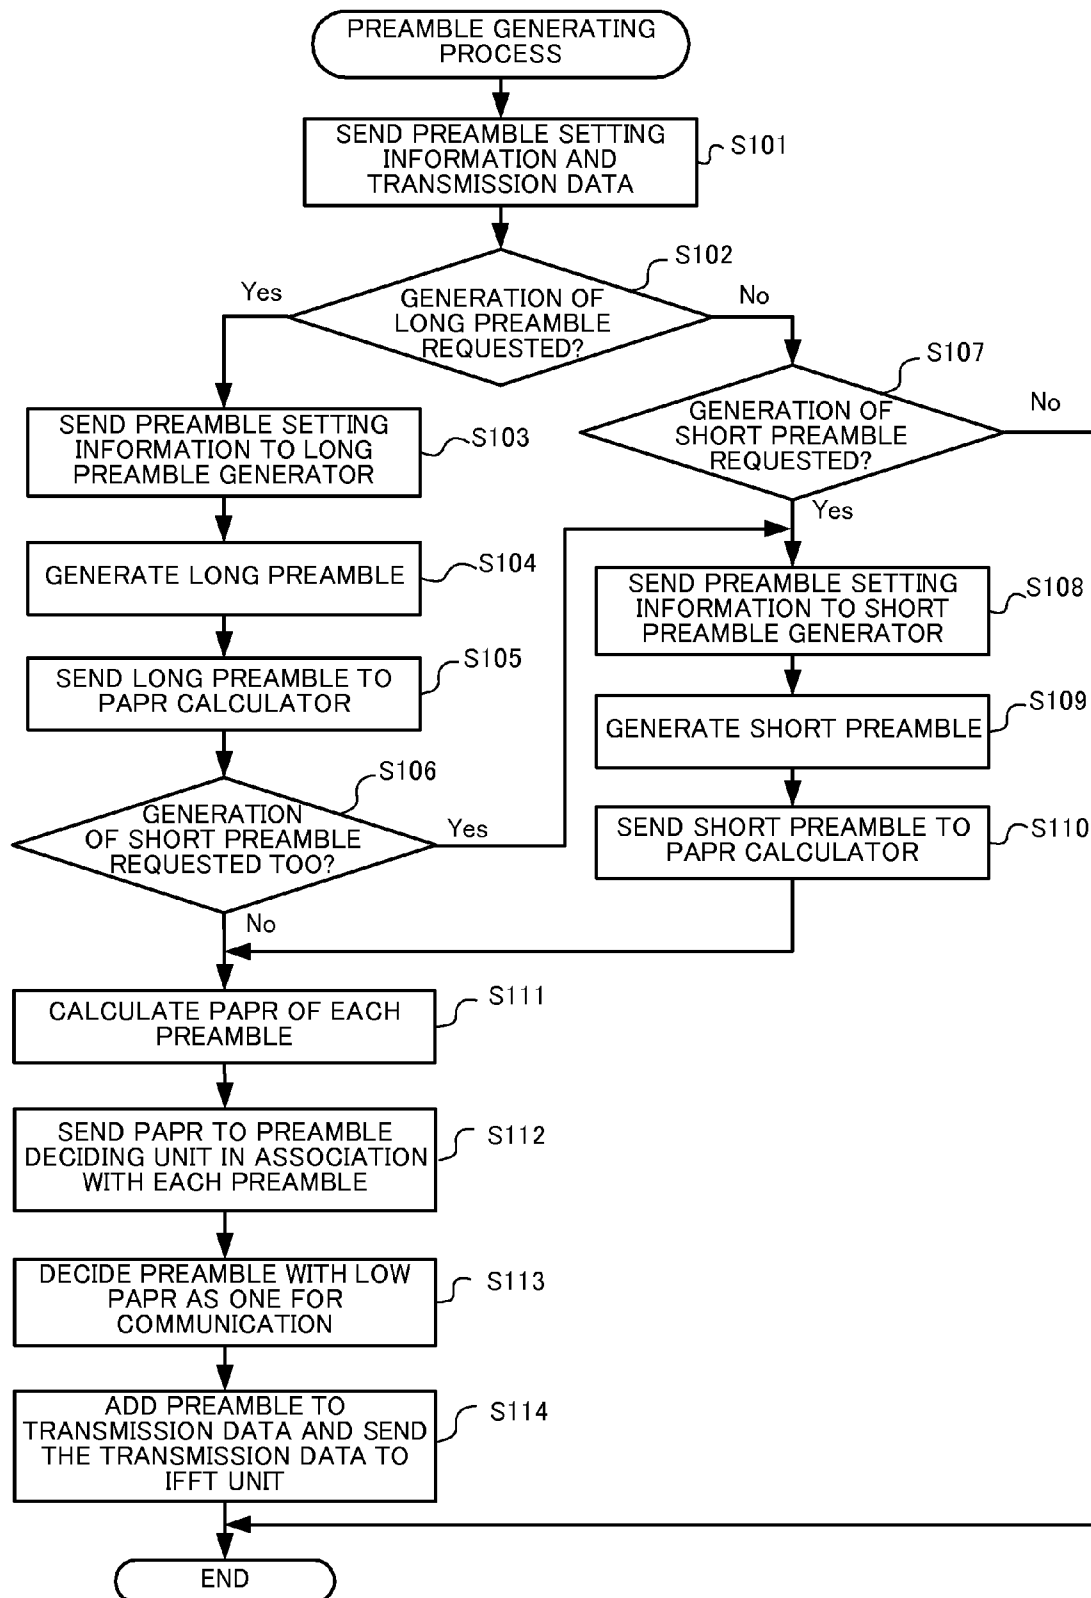 PREAMBLE GENERATING
PROCESS
SEND PREAMBLE SETTING
INFORMATION AND
TRANSMISSION DATA
S101
S102
Yes
GENERATION OF
LONG PREAMBLE
REQUESTED?
No
S107
GENERATION OF
SHORT PREAMBLE
REQUESTED?
No
Yes
SEND PREAMBLE SETTING
INFORMATION TO LONG
PREAMBLE GENERATOR
S103
GENERATE LONG PREAMBLE
S104
SEND LONG PREAMBLE TO
PAPR CALCULATOR
S105
S106
GENERATION
OF SHORT PREAMBLE
REQUESTED TOO?
Yes
No
SEND PREAMBLE SETTING
INFORMATION TO SHORT
PREAMBLE GENERATOR
S108
GENERATE SHORT PREAMBLE
S109
SEND SHORT PREAMBLE TO
PAPR CALCULATOR
S110
CALCULATE PAPR OF EACH
PREAMBLE
S111
SEND PAPR TO PREAMBLE
DECIDING UNIT IN ASSOCIATION
WITH EACH PREAMBLE
S112
DECIDE PREAMBLE WITH LOW
PAPR AS ONE FOR
COMMUNICATION
S113
ADD PREAMBLE TO
TRANSMISSION DATA AND SEND
THE TRANSMISSION DATA TO
IFFT UNIT
S114
END